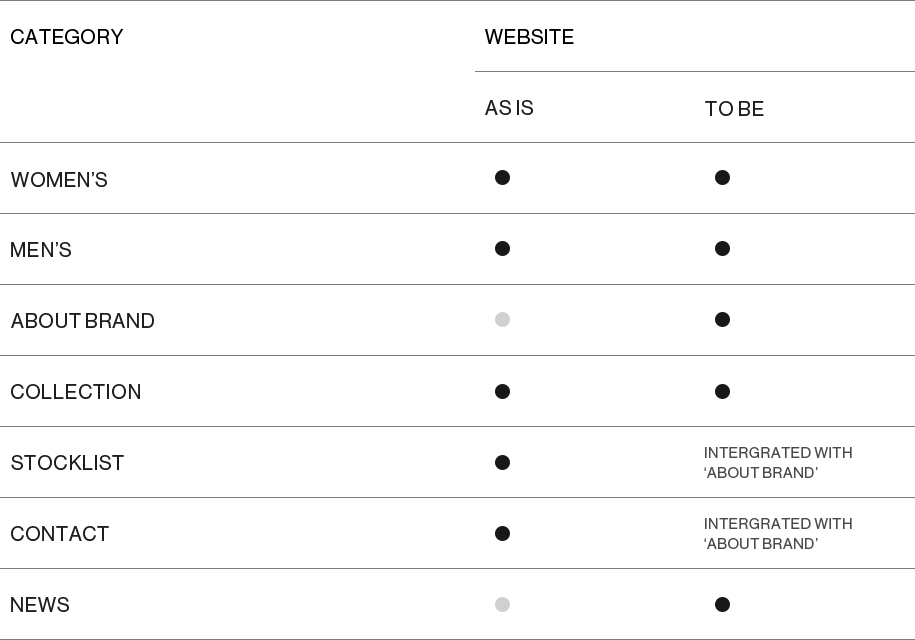 CATEGORY WEBSITE
AS IS TO BE
WOMEN’S
MEN’S
ABOUT BRAND
COLLECTION
STOCKLIST
INTERGRATED WITH
‘ABOUT BRAND’
CONTACT
INTERGRATED WITH
‘ABOUT BRAND’
NEWS